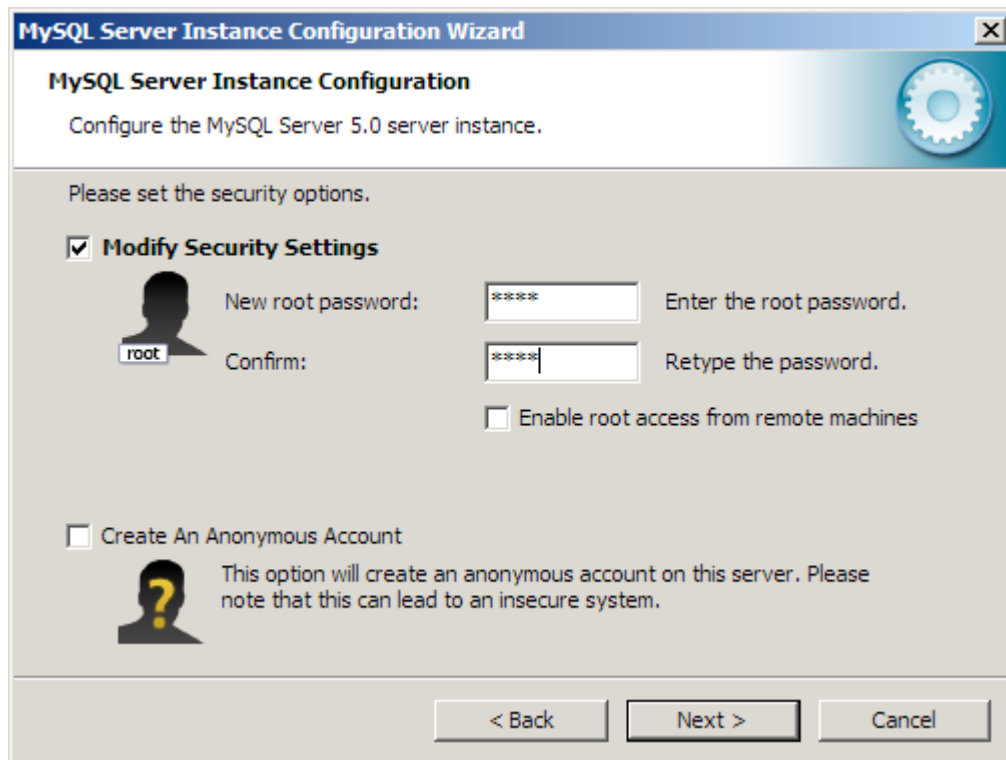 MySQL Server Instance Configuration Wizard
MySQL Server Instance Configuration
Configure the MySQL Server 5.0 server instance.
Please set the security options.
Modify Security Settings
New root password: **** Enter the root password.
root
Confirm: **** Retype the password.
Enable root access from remote machines
Create An Anonymous Account
?
This option will create an anonymous account on this server. Please
note that this can lead to an insecure system.
< Back Next > Cancel